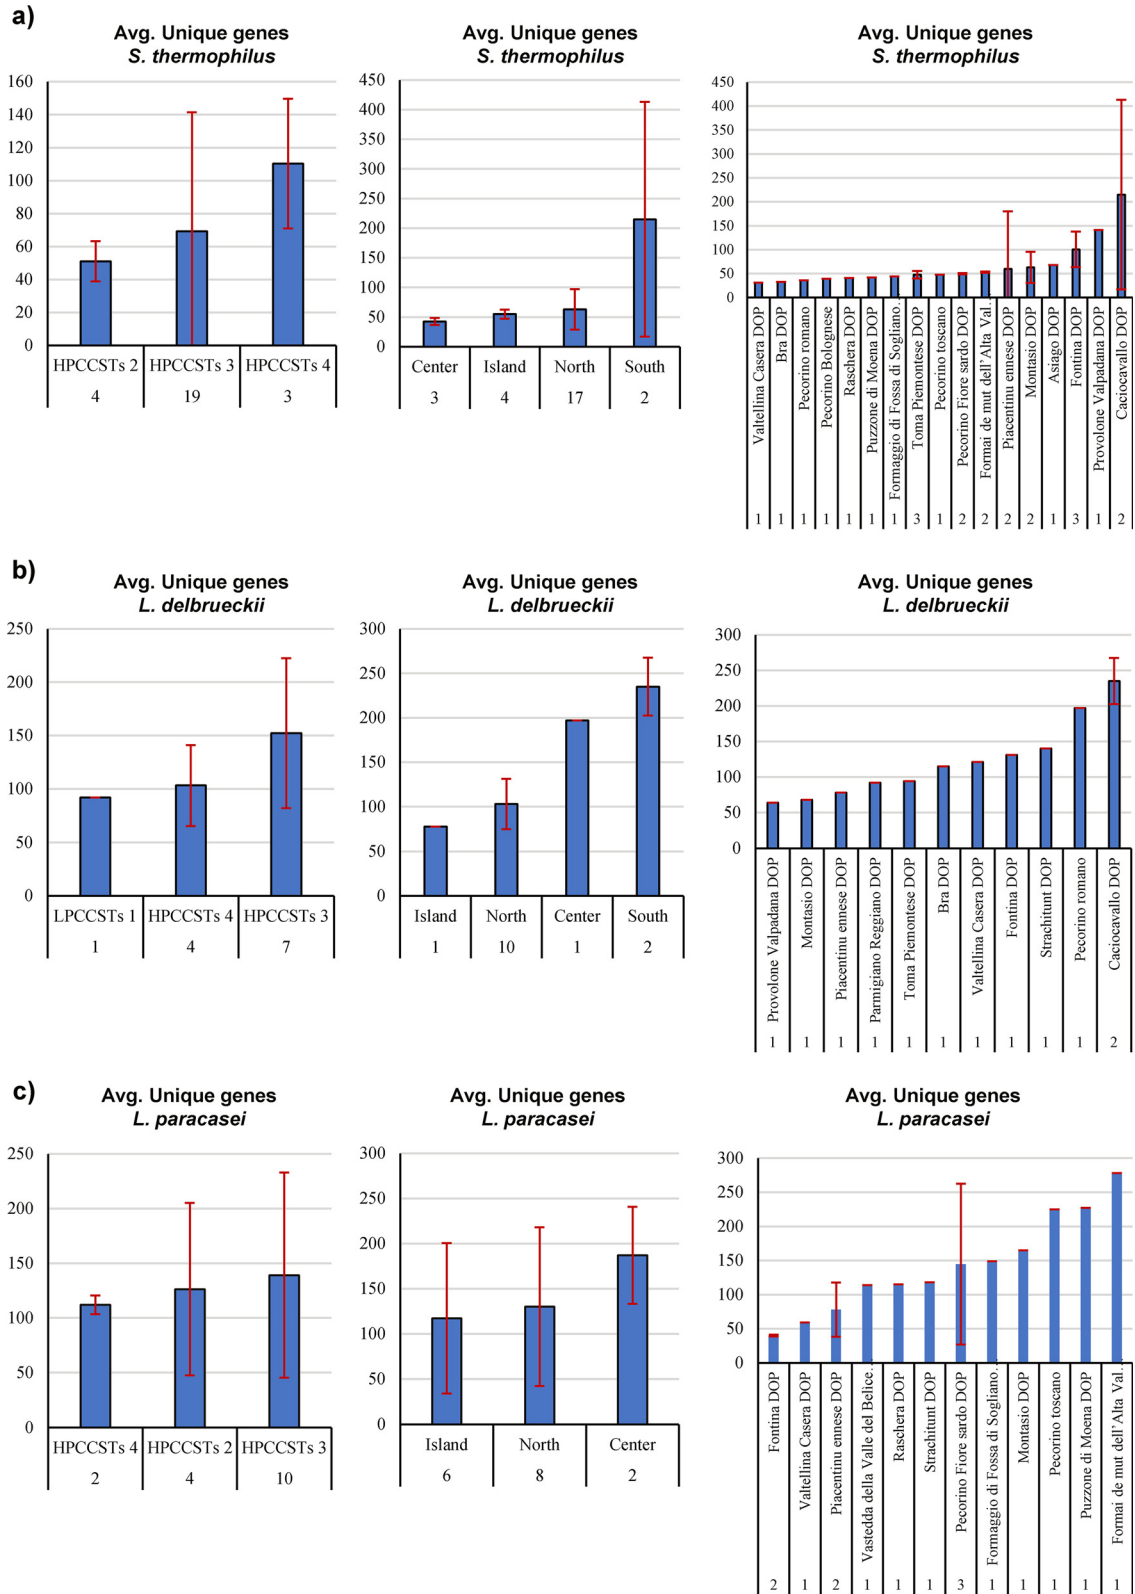 a)
Avg. Unique genes
S. thermophilus
160
140
120
100
80
60
40
20
0
HPCCSTs 2 HPCCSTs 3 HPCCSTs 4
4 19 3
Avg. Unique genes
S. thermophilus
450
400
350
300
250
200
150
100
50
0
Center Island North South
3 4 17 2
Avg. Unique genes
S. thermophilus
450
400
350
300
250
200
150
100
50
0
Valtellina Casera DOP
Bra DOP
Pecorino romano
Pecorino Bolognese
Raschera DOP
Puzzone di Moena DOP
Formaggio di Fossa di Sogliano…
Toma Piemontese DOP
Pecorino toscano
Pecorino Fiore sardo DOP
Formai de mut dell'Alta Val…
Piacentinu ennese DOP
Montasio DOP
Asiago DOP
Fontina DOP
Provolone Valpadana DOP
Caciocavallo DOP
1 1 1 1 1 1 1 3 1 2 2 2 2 1 3 1 2
b)
Avg. Unique genes
L. delbrueckii
250
200
150
100
50
0
LPCCSTs 1 HPCCSTs 4 HPCCSTs 3
1 4 7
Avg. Unique genes
L. delbrueckii
300
250
200
150
100
50
0
Island North Center South
1 10 1 2
Avg. Unique genes
L. delbrueckii
300
250
200
150
100
50
0
Provolone Valpadana DOP
Montasio DOP
Piacentinu ennese DOP
Parmigiano Reggiano DOP
Toma Piemontese DOP
Bra DOP
Valtellina Casera DOP
Fontina DOP
Strachitunt DOP
Pecorino romano
Caciocavallo DOP
1 1 1 1 1 1 1 1 1 1 2
c)
Avg. Unique genes
L. paracasei
250
200
150
100
50
0
HPCCSTs 4 HPCCSTs 2 HPCCSTs 3
2 4 10
Avg. Unique genes
L. paracasei
300
250
200
150
100
50
0
Island North Center
6 8 2
Avg. Unique genes
L. paracasei
300
250
200
150
100
50
0
Fontina DOP
Valtellina Casera DOP
Piacentinu ennese DOP
Vastedda della Valle del Belice…
Raschera DOP
Strachitunt DOP
Pecorino Fiore sardo DOP
Formaggio di Fossa di Sogliano…
Montasio DOP
Pecorino toscano
Puzzone di Moena DOP
Formai de mut dell'Alta Val…
2 1 2 1 1 1 3 1 1 1 1 1